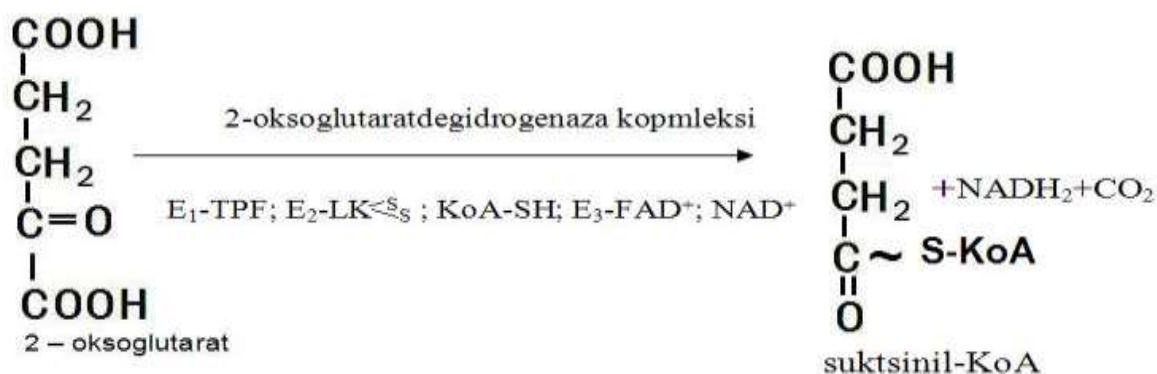 COOH
CH₂
CH₂
C=O
COOH
2 – oksoglutarat
2-oksoglutaratdegidrogenaza kopmleksi
E₁-TPF; E₂-LK<ˢₛ ; KoA-SH; E₃-FAD⁺; NAD⁺
COOH
CH₂
CH₂
C ~ S-KoA
O
+NADH₂+CO₂
suktsinil-KoA